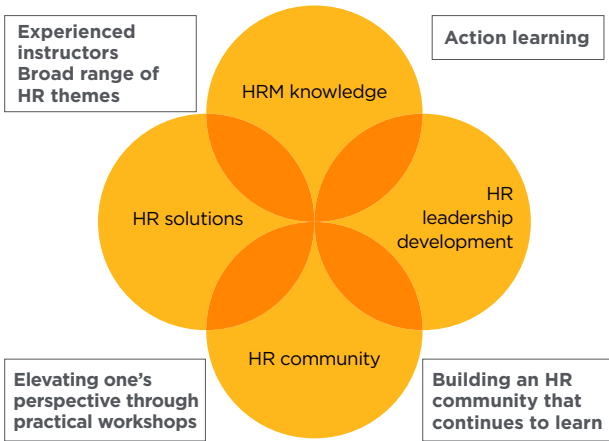 Experienced
instructors
Broad range of
HR themes
Action learning
HRM knowledge
HR solutions
HR
leadership
development
HR community
Elevating one’s
perspective through
practical workshops
Building an HR
community that
continues to learn